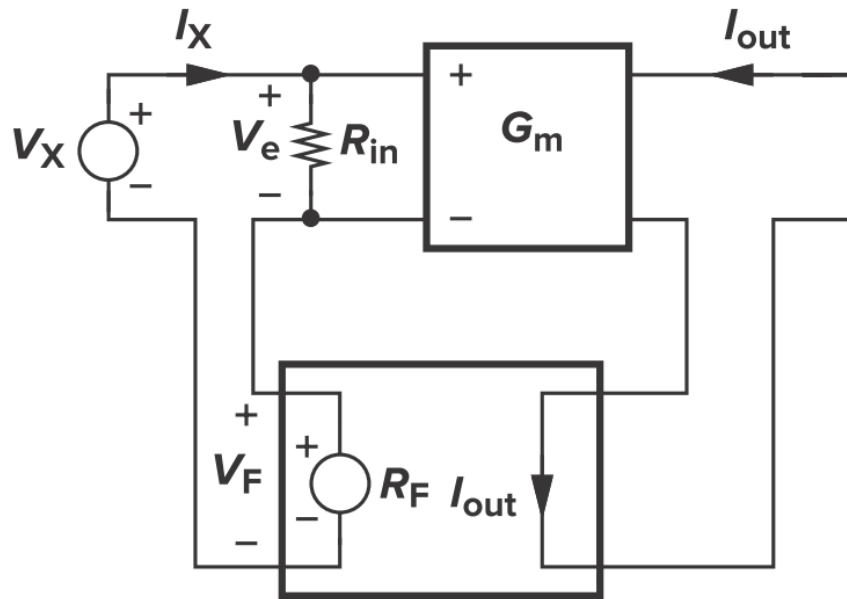 I_X
I_out
+
+
+
V_X
V_e
R_in
G_m
−
−
−
+
+
V_F
R_F
I_out
−
−